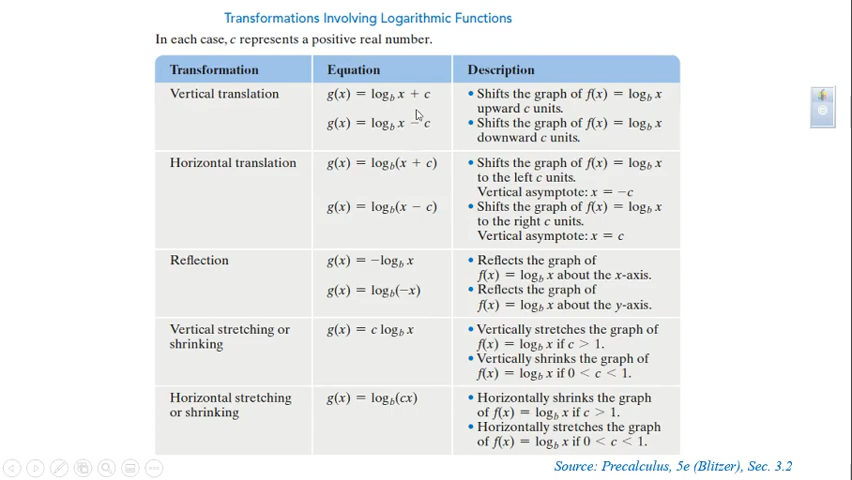 Transformations Involving Logarithmic Functions
In each case, c represents a positive real number.
Transformation Equation Description
Vertical translation g(x) = log_b x + c • Shifts the graph of f(x) = log_b x
upward c units.
g(x) = log_b x − c • Shifts the graph of f(x) = log_b x
downward c units.
Horizontal translation g(x) = log_b(x + c) • Shifts the graph of f(x) = log_b x
to the left c units.
Vertical asymptote: x = −c
g(x) = log_b(x − c) • Shifts the graph of f(x) = log_b x
to the right c units.
Vertical asymptote: x = c
Reflection g(x) = −log_b x • Reflects the graph of
f(x) = log_b x about the x-axis.
g(x) = log_b(−x) • Reflects the graph of
f(x) = log_b x about the y-axis.
Vertical stretching or g(x) = c log_b x • Vertically stretches the graph of
shrinking f(x) = log_b x if c > 1.
• Vertically shrinks the graph of
f(x) = log_b x if 0 < c < 1.
Horizontal stretching g(x) = log_b(cx) • Horizontally shrinks the graph
or shrinking of f(x) = log_b x if c > 1.
• Horizontally stretches the graph
of f(x) = log_b x if 0 < c < 1.
Source: Precalculus, 5e (Blitzer), Sec. 3.2